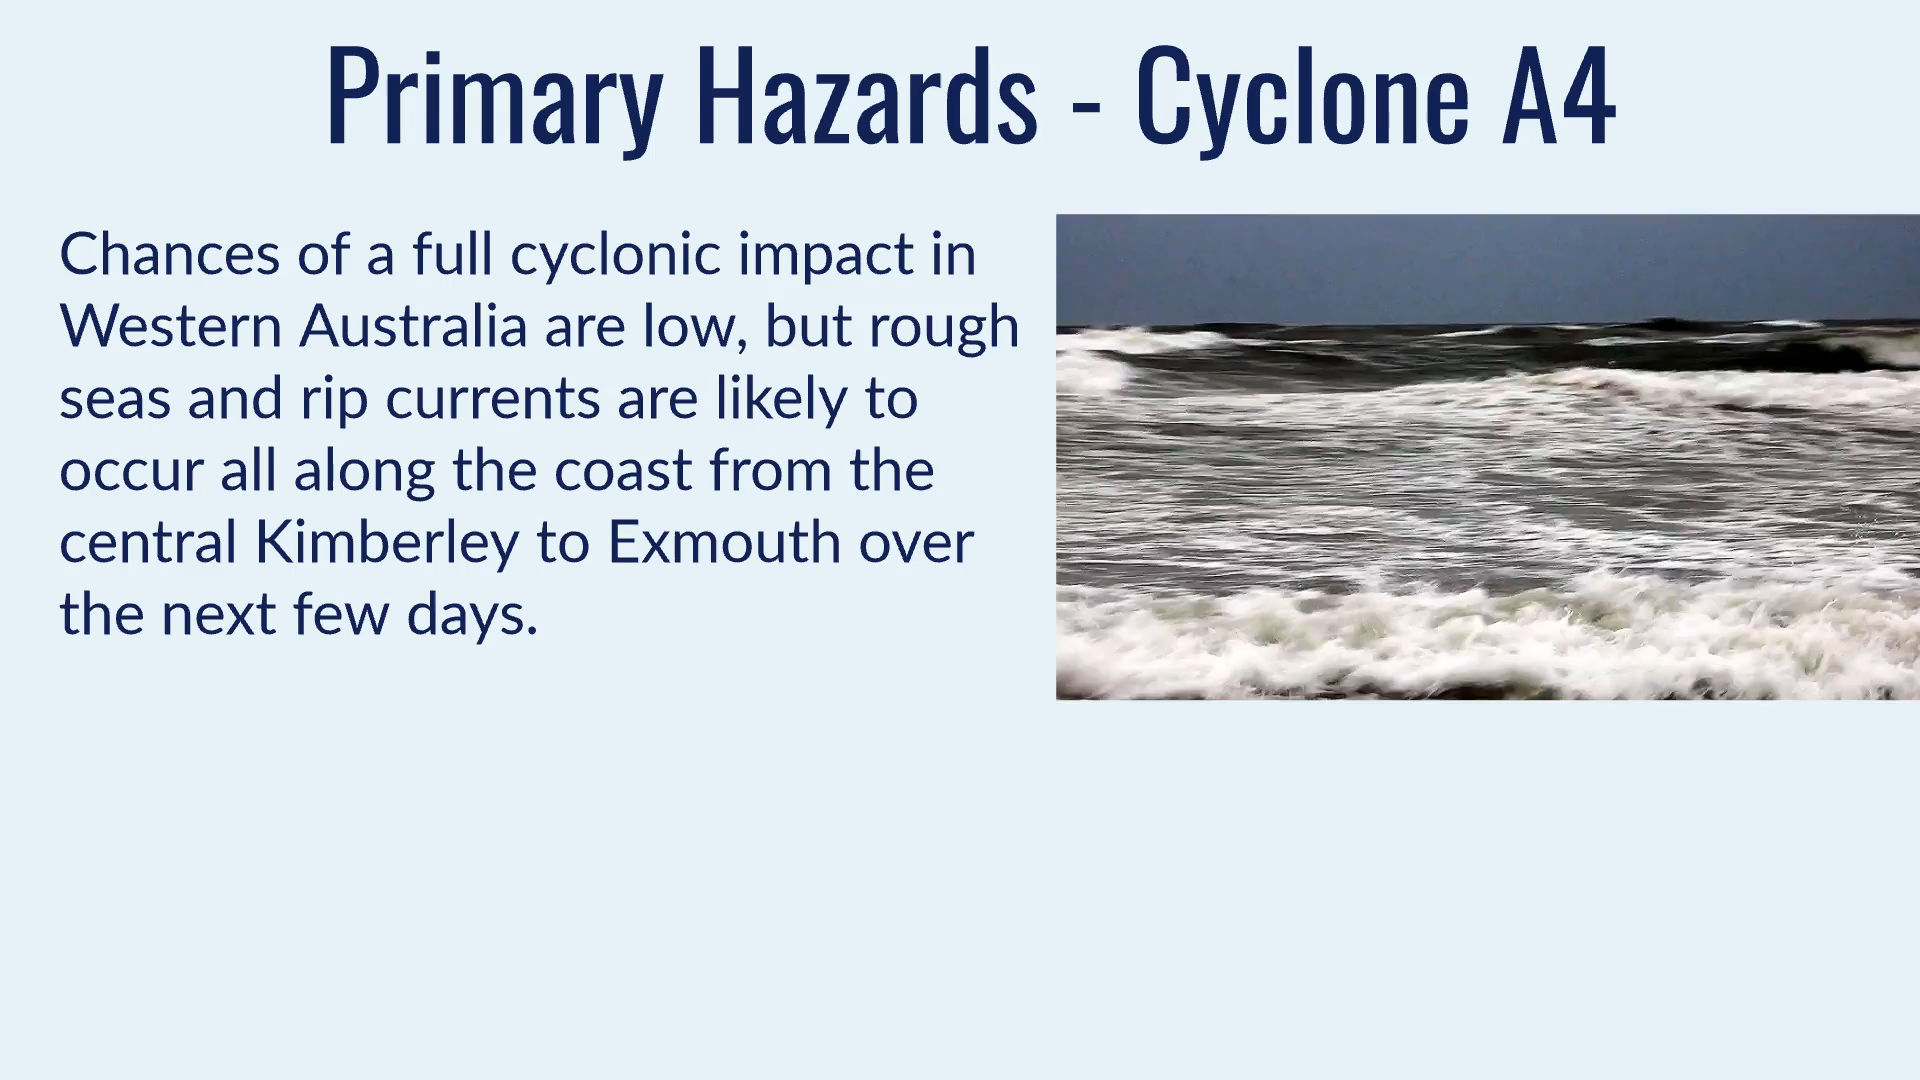 Primary Hazards - Cyclone A4
Chances of a full cyclonic impact in
Western Australia are low, but rough
seas and rip currents are likely to
occur all along the coast from the
central Kimberley to Exmouth over
the next few days.